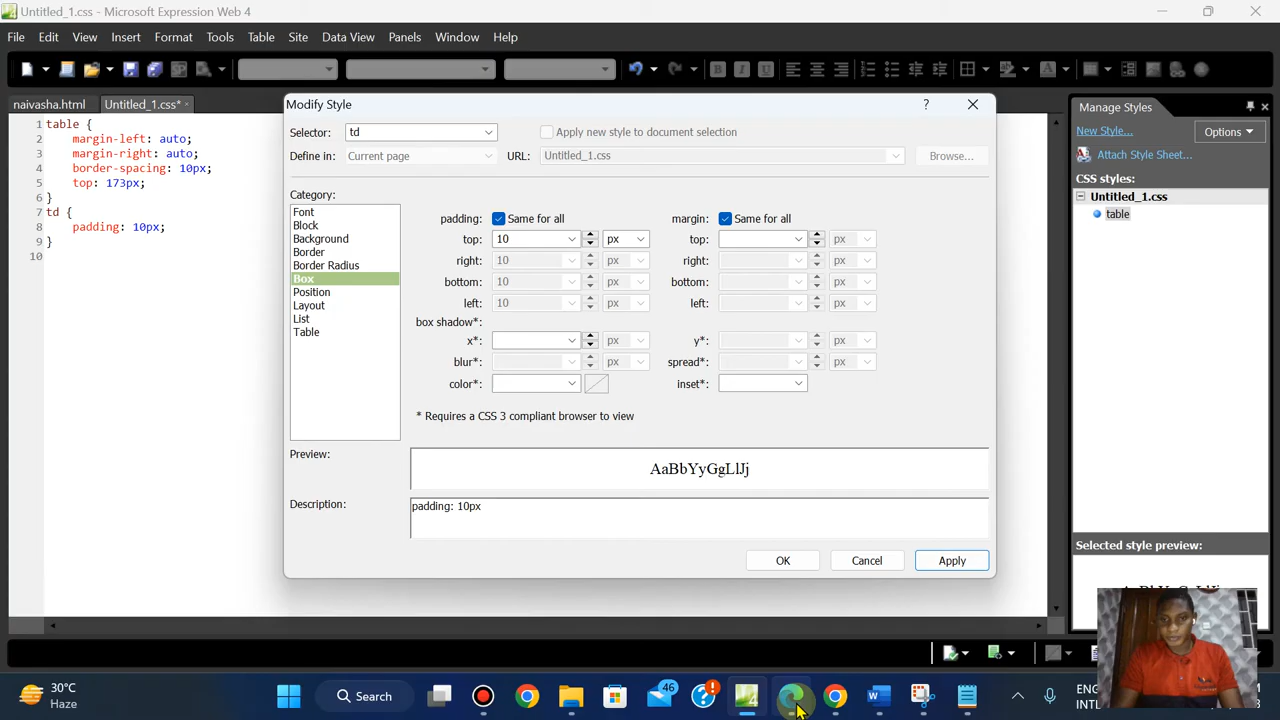 Untitled_1.css - Microsoft Expression Web 4
File Edit View Insert Format Tools Table Site Data View Panels Window Help
naivasha.html Untitled_1.css*
1 table {
2 margin-left: auto;
3 margin-right: auto;
4 border-spacing: 10px;
5 top: 173px;
6 }
7 td {
8 padding: 10px;
9 }
10
Modify Style ?
Selector: td Apply new style to document selection
Define in: Current page URL: Untitled_1.css Browse...
Category:
Font
Block
Background
Border
Border Radius
Box
Position
Layout
List
Table
padding: Same for all margin: Same for all
top: 10 px top: px
right: 10 px right: px
bottom: 10 px bottom: px
left: 10 px left: px
box shadow*:
x*: px y*: px
blur*: px spread*: px
color*: inset*:
* Requires a CSS 3 compliant browser to view
Preview: AaBbYyGgLlJj
Description: padding: 10px
OK Cancel Apply
Manage Styles
New Style... Options
Attach Style Sheet...
CSS styles:
Untitled_1.css
table
Selected style preview:
30°C
Haze
Search
46
ENG
INTL